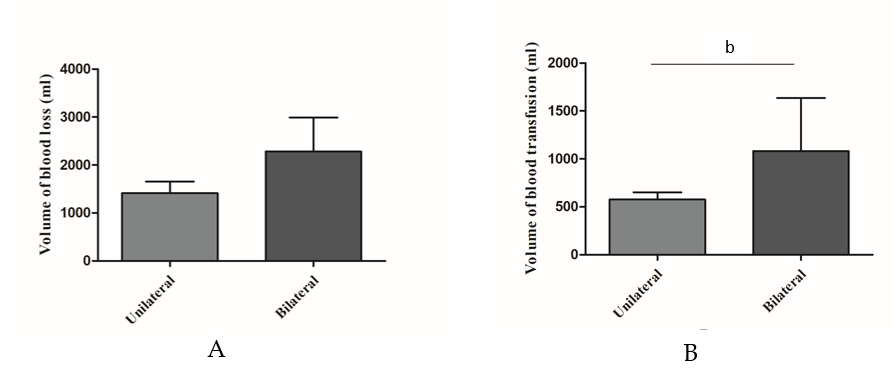 Volume of blood loss (ml)
4000
3000
2000
1000
0
Unilateral
Bilateral
A
b
Volume of blood transfusion (ml)
2000
1500
1000
500
0
Unilateral
Bilateral
B